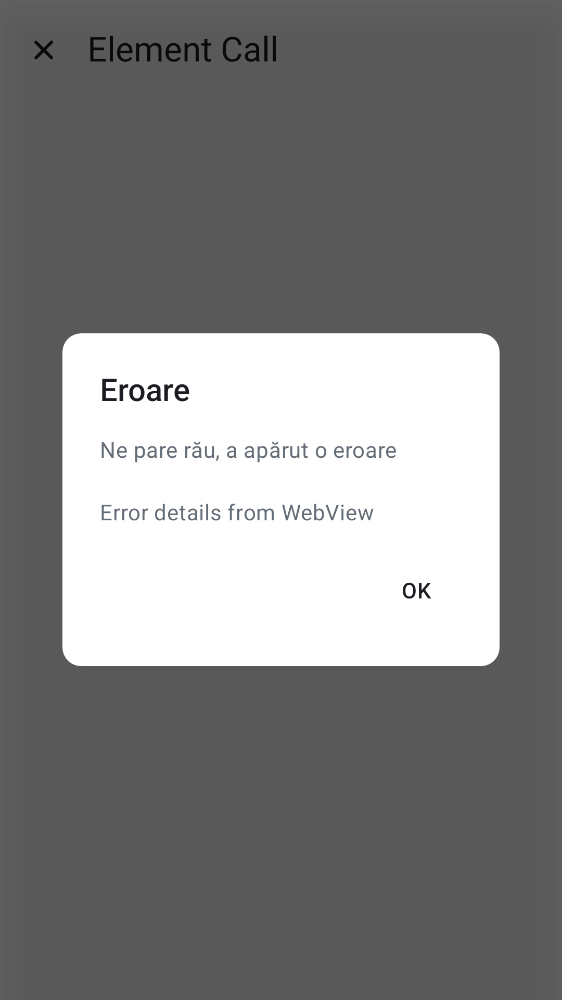 Element Call
Eroare
Ne pare rău, a apărut o eroare
Error details from WebView
OK